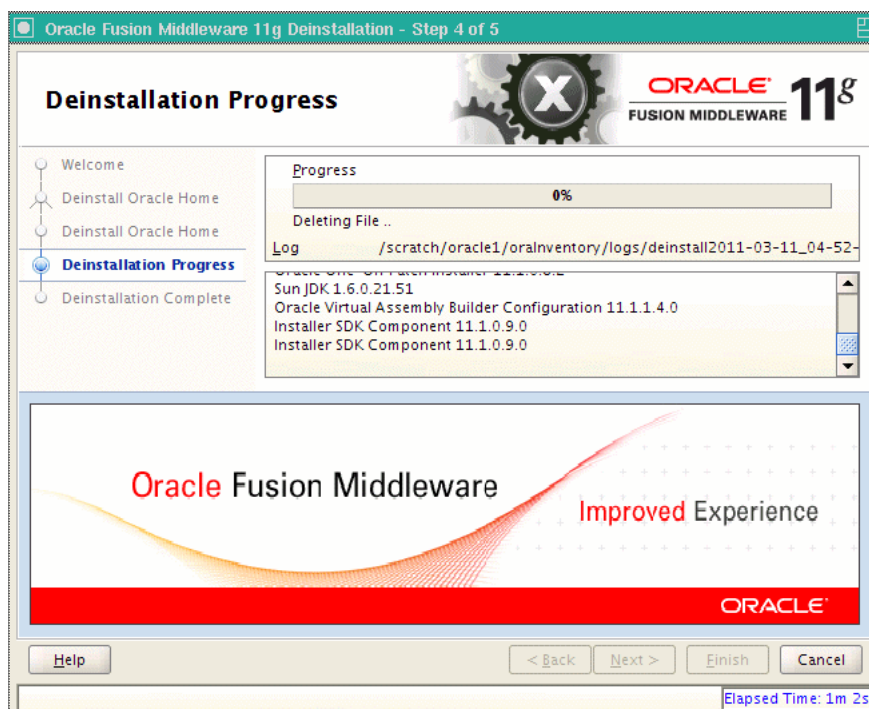 Oracle Fusion Middleware 11g Deinstallation - Step 4 of 5
Deinstallation Progress
X
ORACLE
FUSION MIDDLEWARE 11g
Welcome
Deinstall Oracle Home
Deinstall Oracle Home
Deinstallation Progress
Deinstallation Complete
Progress
0%
Deleting File ..
Log /scratch/oracle1/oraInventory/logs/deinstall2011-03-11_04-52-
Sun JDK 1.6.0.21.51
Oracle Virtual Assembly Builder Configuration 11.1.1.4.0
Installer SDK Component 11.1.0.9.0
Installer SDK Component 11.1.0.9.0
Oracle Fusion Middleware
Improved Experience
ORACLE
Help
< Back
Next >
Finish
Cancel
Elapsed Time: 1m 2s